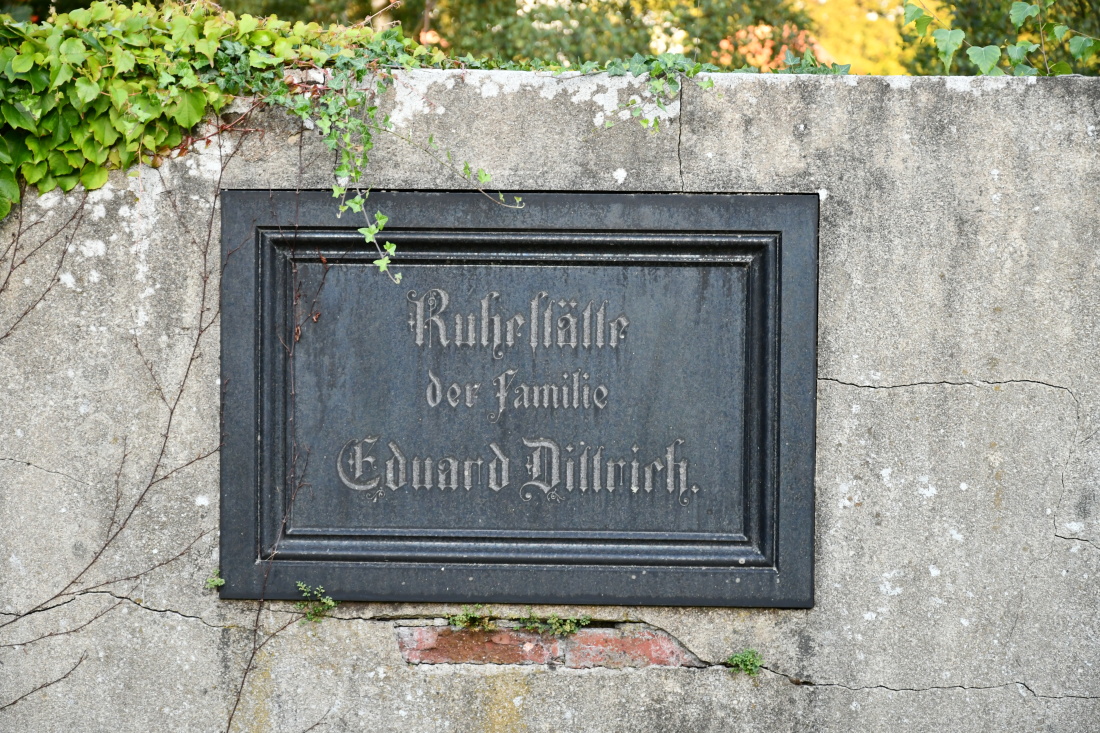 Ruhestätte
der Familie
Eduard Dittrich.